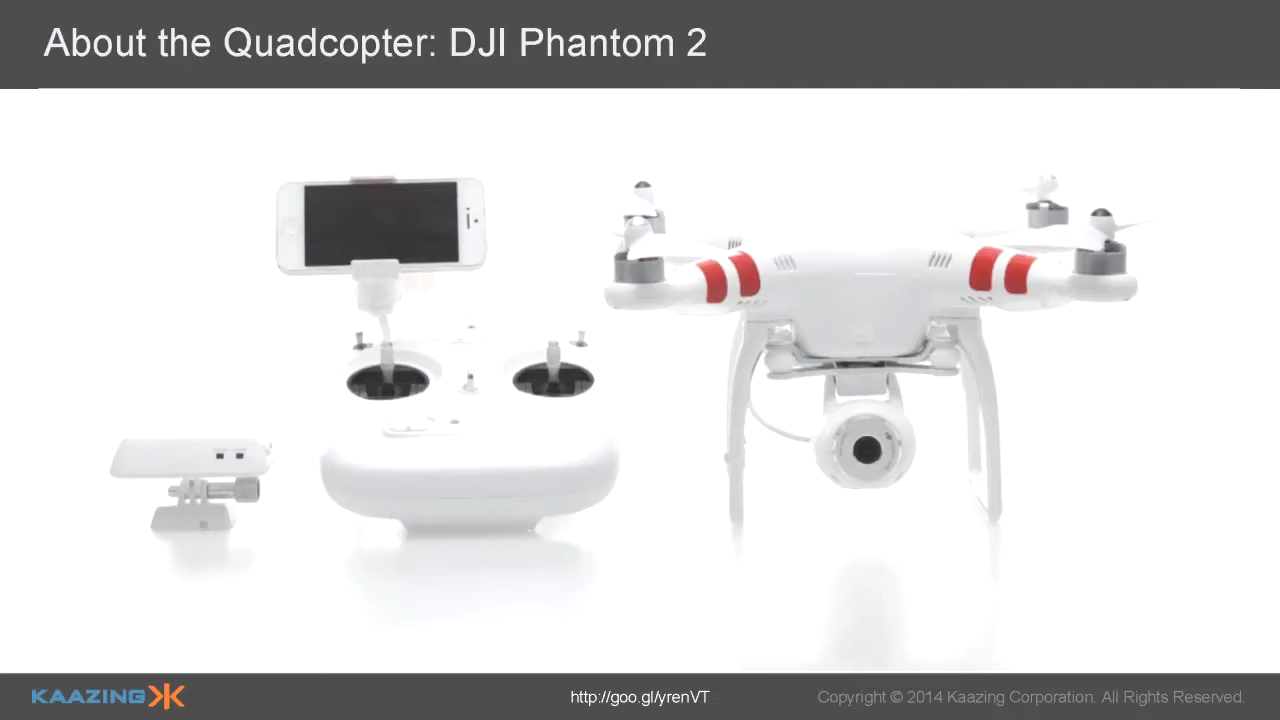 About the Quadcopter: DJI Phantom 2
KAAZING
http://goo.gl/yrenVT
Copyright © 2014 Kaazing Corporation. All Rights Reserved.